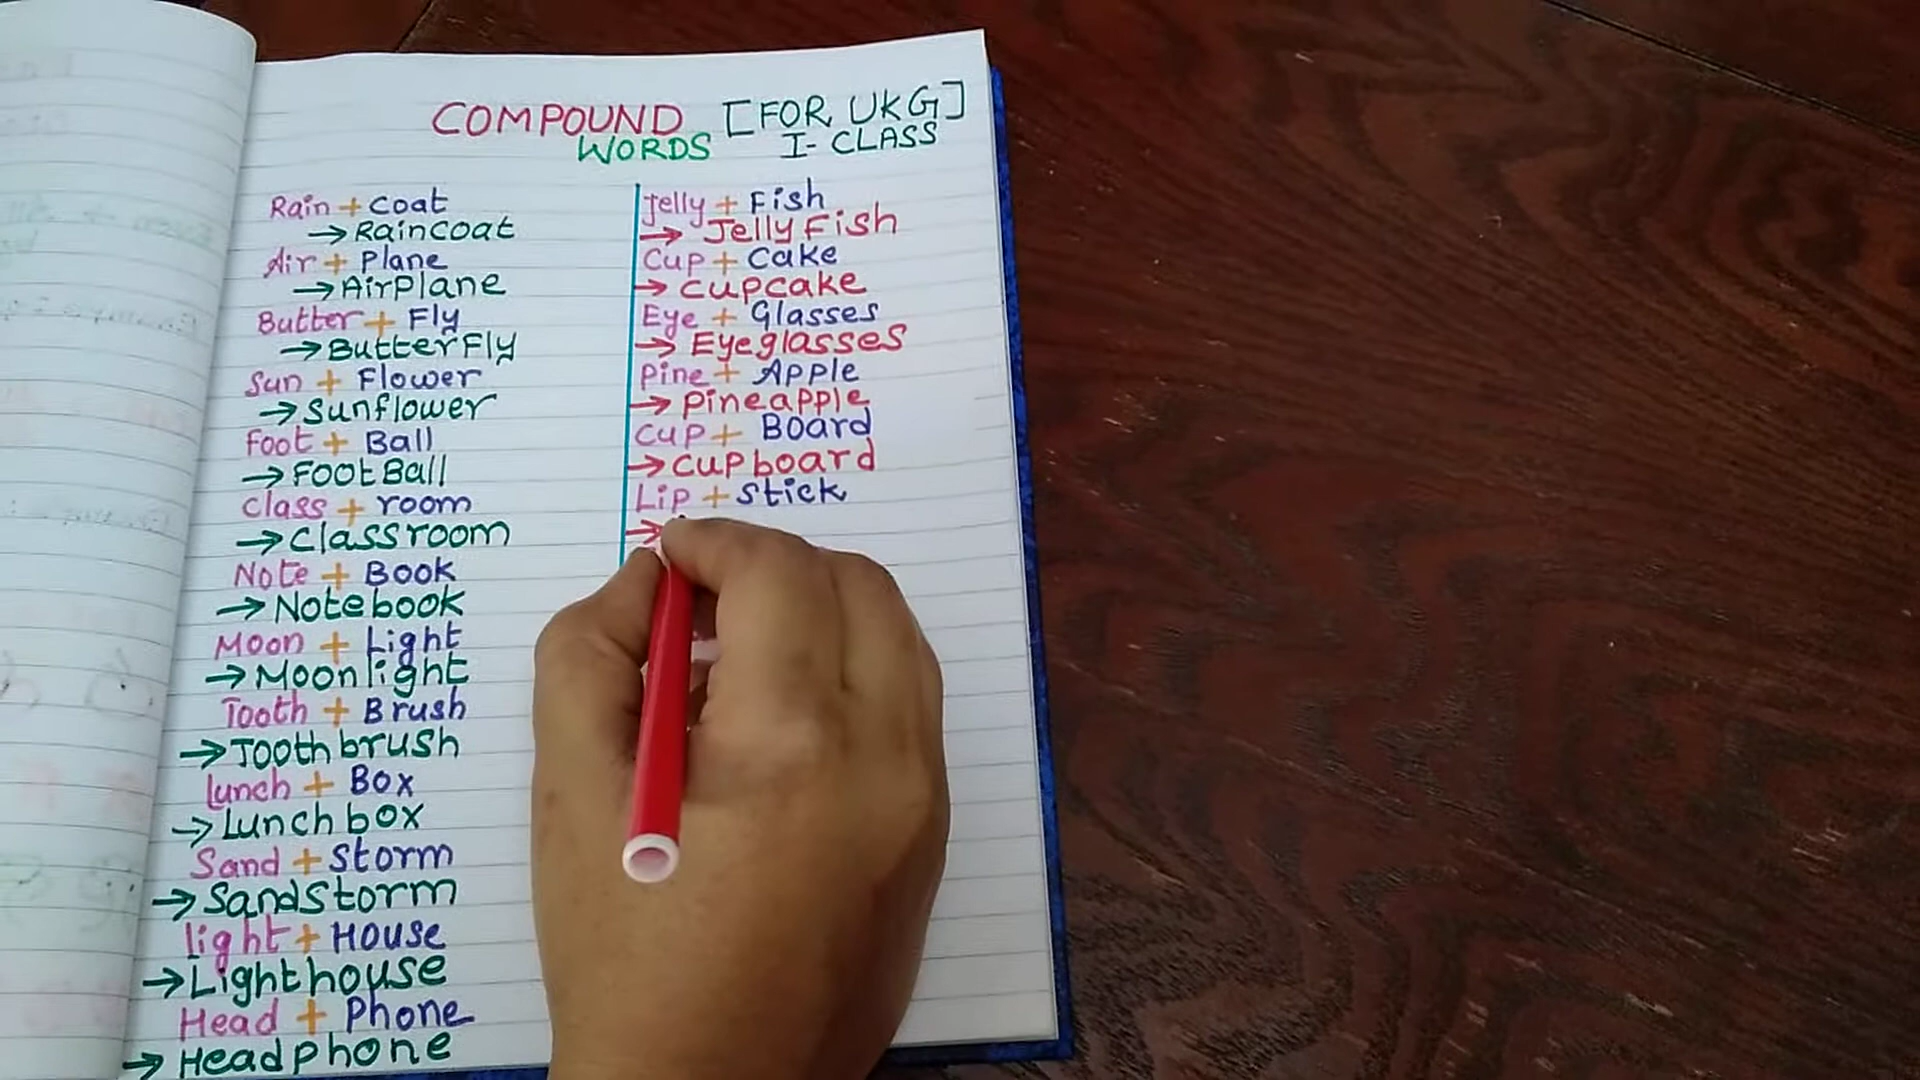 COMPOUND [FOR UKG]
WORDS I- CLASS
Rain + coat
→ Raincoat
Air + Plane
→ AirPlane
Butter + Fly
→ ButterFly
Sun + Flower
→ Sunflower
Foot + Ball
→ FootBall
Class + room
→ Classroom
Note + Book
→ Notebook
Moon + Light
→ Moonlight
Tooth + Brush
→ Toothbrush
Lunch + Box
→ Lunchbox
Sand + Storm
→ Sandstorm
light + House
→ Lighthouse
Head + Phone
→ Headphone
Jelly + Fish
→ JellyFish
Cup + Cake
→ Cupcake
Eye + Glasses
→ Eyeglasses
Pine + Apple
→ Pineapple
Cup + Board
→ Cupboard
Lip + Stick
→